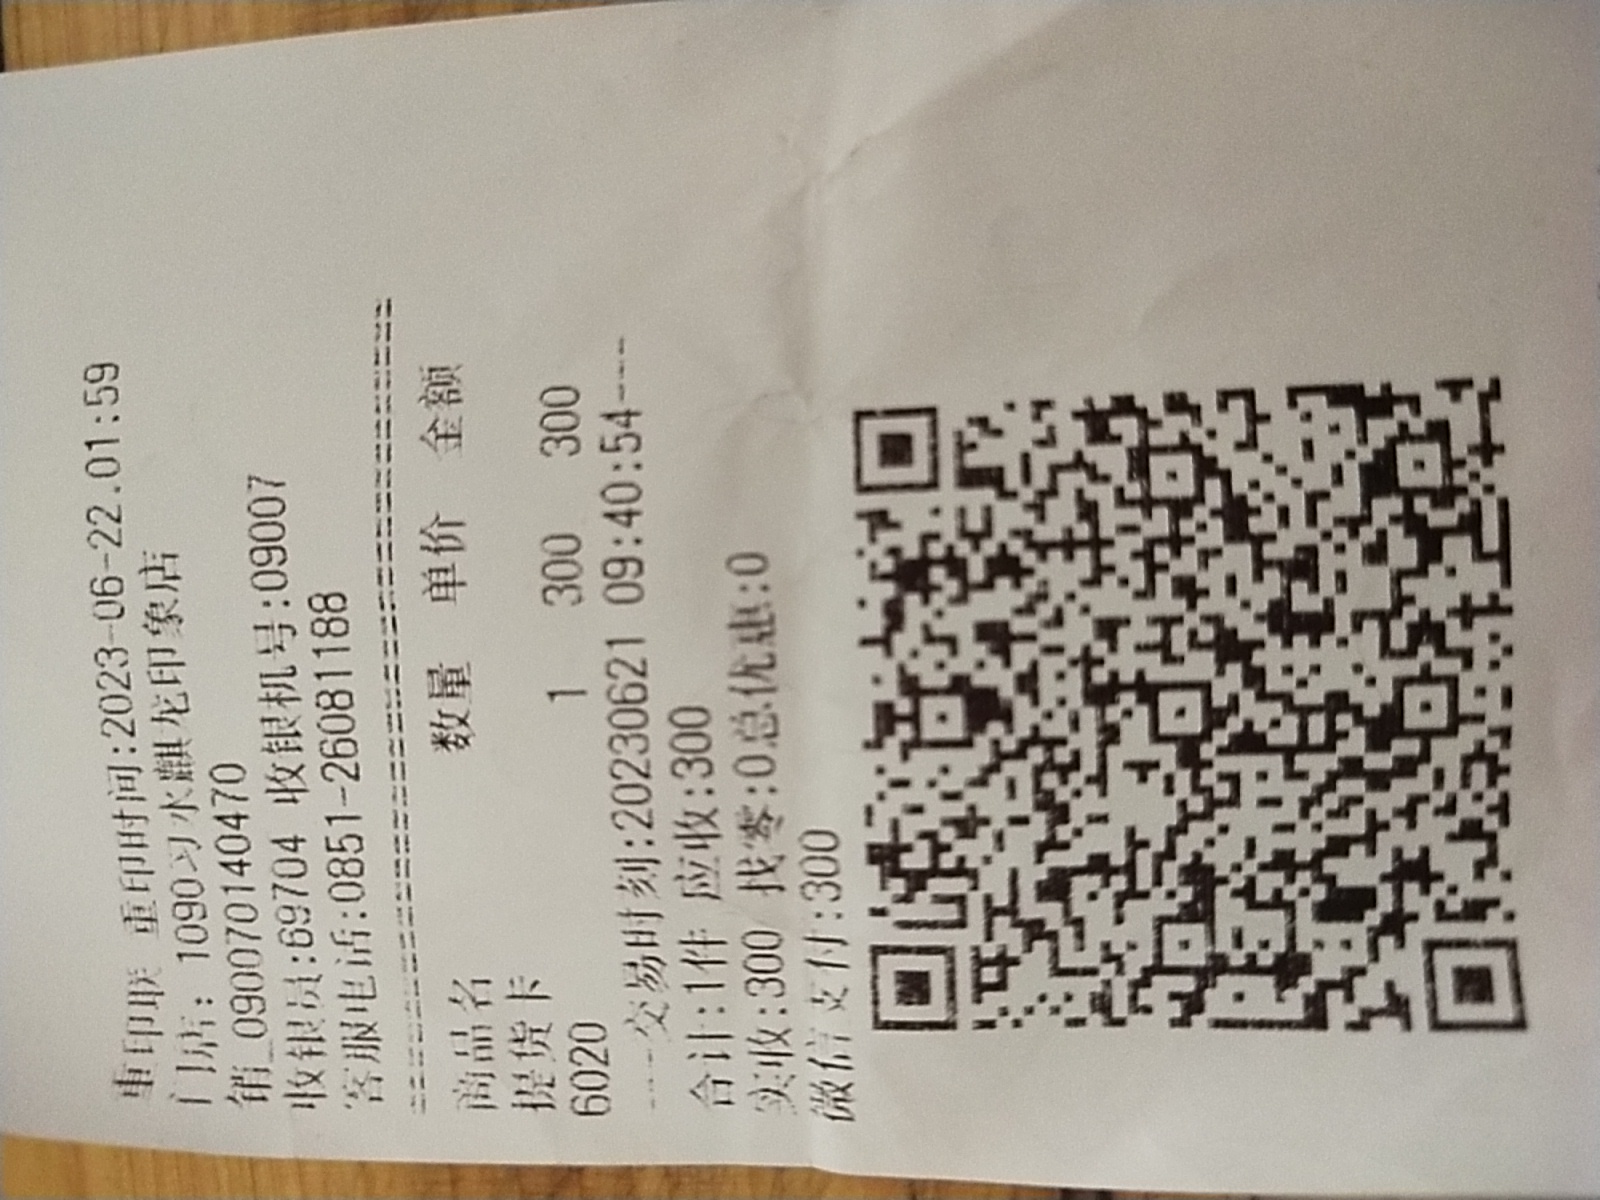 重印联 重印时间:2023-06-22.01:59
门店: 1090习水麒龙印象店
销_090070140470
收银员:69704 收银机号:09007
客服电话:0851-26081188
================================
商品名 数量 单价 金额
提货卡
6020 1 300 300
----交易时刻:20230621 09:40:54----
合计:1件 应收:300
实收:300 找零:0总优惠:0
微信支付:300